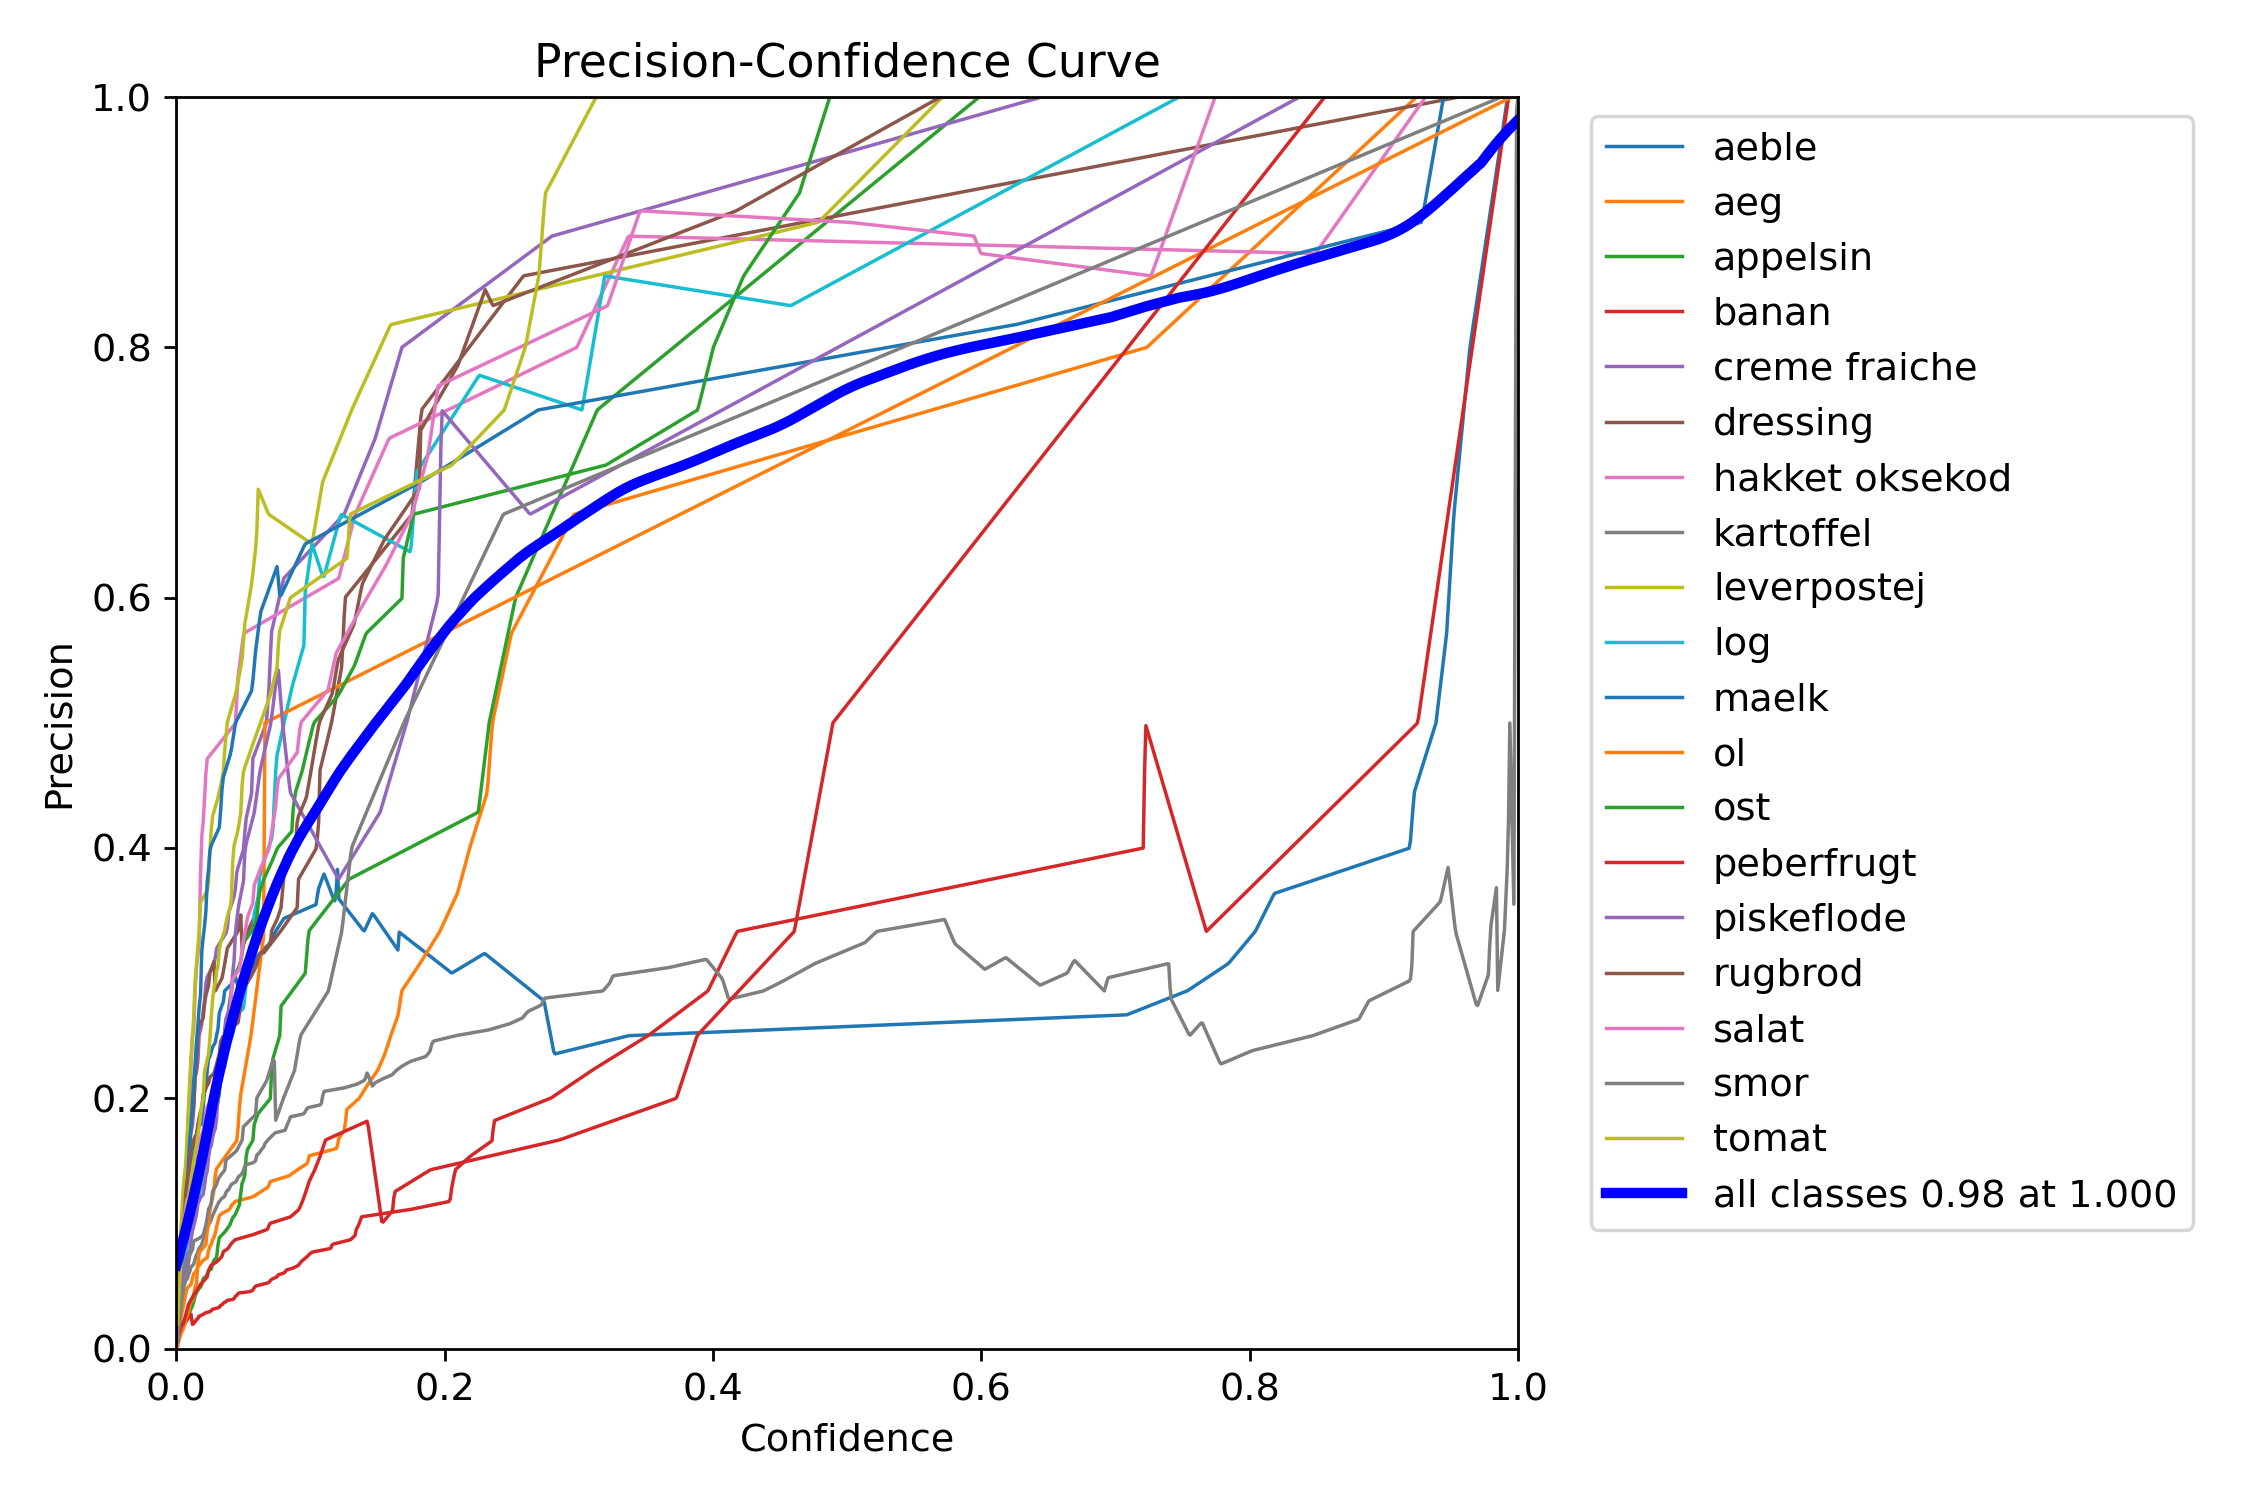 Precision-Confidence Curve
1.0
0.8
0.6
0.4
0.2
0.0
Precision
0.0 0.2 0.4 0.6 0.8 1.0
Confidence
aeble
aeg
appelsin
banan
creme fraiche
dressing
hakket oksekod
kartoffel
leverpostej
log
maelk
ol
ost
peberfrugt
piskeflode
rugbrod
salat
smor
tomat
all classes 0.98 at 1.000